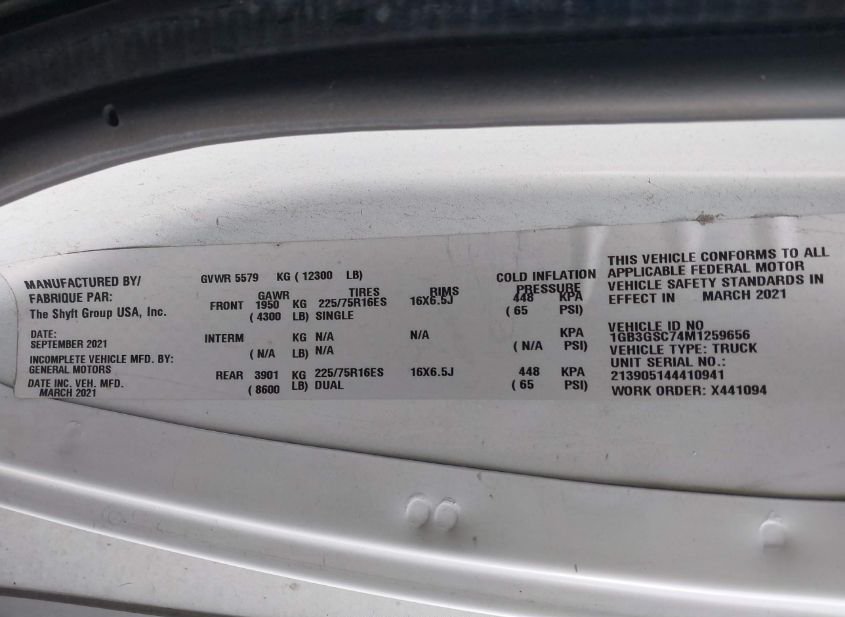 MANUFACTURED BY/
FABRIQUE PAR:
The Shyft Group USA, Inc.
DATE:
SEPTEMBER 2021
INCOMPLETE VEHICLE MFD. BY:
GENERAL MOTORS
DATE INC. VEH. MFD.
MARCH 2021
GVWR 5579 KG ( 12300 LB)
GAWR TIRES RIMS COLD INFLATION
PRESSURE
FRONT 1950 KG 225/75R16ES 16X6.5J 448 KPA
( 4300 LB) SINGLE ( 65 PSI)
INTERM KG N/A N/A KPA
( N/A LB) N/A ( N/A PSI)
REAR 3901 KG 225/75R16ES 16X6.5J 448 KPA
( 8600 LB) DUAL ( 65 PSI)
THIS VEHICLE CONFORMS TO ALL
APPLICABLE FEDERAL MOTOR
VEHICLE SAFETY STANDARDS IN
EFFECT IN MARCH 2021
VEHICLE ID NO
1GB3GSC74M1259656
VEHICLE TYPE: TRUCK
UNIT SERIAL NO.:
213905144410941
WORK ORDER: X441094